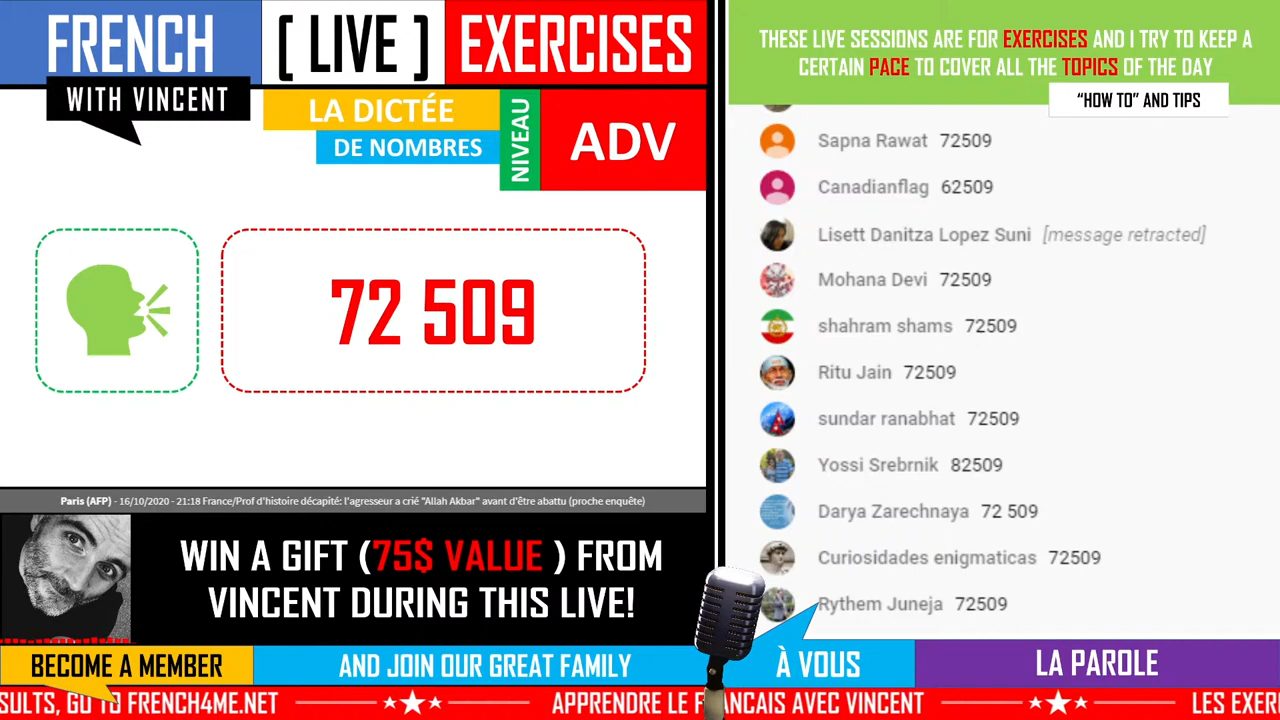 FRENCH
WITH VINCENT
[ LIVE ]
EXERCISES
LA DICTÉE
DE NOMBRES
NIVEAU
ADV
72 509
Paris (AFP) - 16/10/2020 - 21:18 France/Prof d'histoire décapité: l'agresseur a crié "Allah Akbar" avant d'être abattu (proche enquête)
WIN A GIFT (75$ VALUE ) FROM
VINCENT DURING THIS LIVE!
BECOME A MEMBER
AND JOIN OUR GREAT FAMILY
THESE LIVE SESSIONS ARE FOR EXERCISES AND I TRY TO KEEP A
CERTAIN PACE TO COVER ALL THE TOPICS OF THE DAY
“HOW TO” AND TIPS
Sapna Rawat 72509
Canadianflag 62509
Lisett Danitza Lopez Suni [message retracted]
Mohana Devi 72509
shahram shams 72509
Ritu Jain 72509
sundar ranabhat 72509
Yossi Srebrnik 82509
Darya Zarechnaya 72 509
Curiosidades enigmaticas 72509
Rythem Juneja 72509
À VOUS
LA PAROLE
SULTS, GO TO FRENCH4ME.NET
APPRENDRE LE FRANCAIS AVEC VINCENT
LES EXER